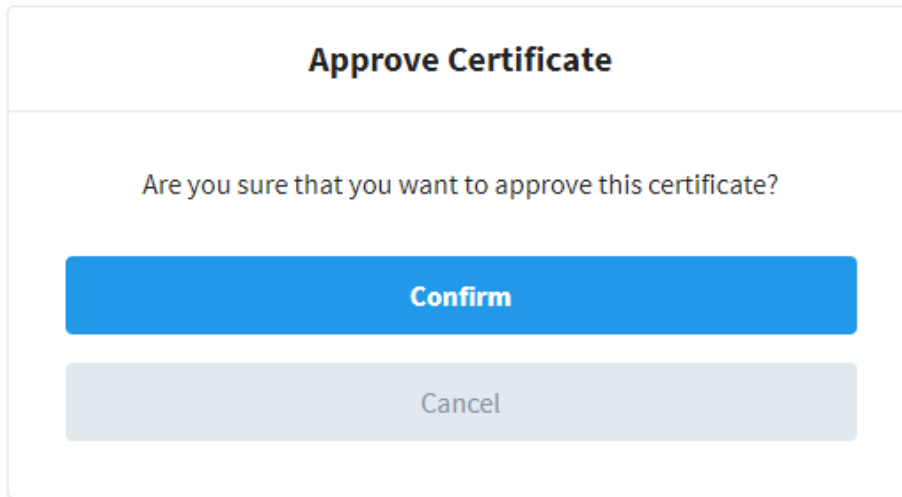 Approve Certificate
Are you sure that you want to approve this certificate?
Confirm
Cancel